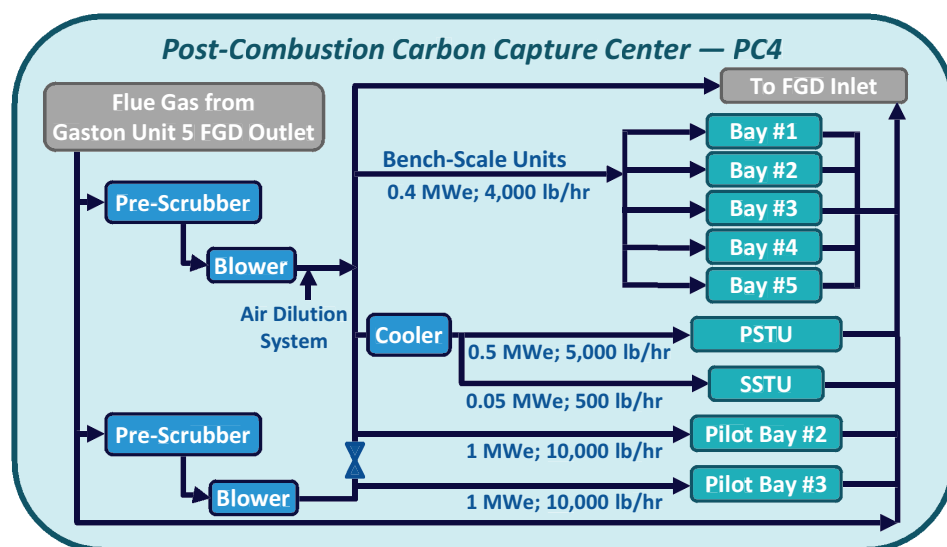 Post-Combustion Carbon Capture Center — PC4
Flue Gas from
Gaston Unit 5 FGD Outlet
To FGD Inlet
Bench-Scale Units
0.4 MWe; 4,000 lb/hr
Bay #1
Bay #2
Bay #3
Bay #4
Bay #5
Pre-Scrubber
Blower
Air Dilution
System
Cooler
0.5 MWe; 5,000 lb/hr
PSTU
0.05 MWe; 500 lb/hr
SSTU
Pre-Scrubber
Blower
1 MWe; 10,000 lb/hr
Pilot Bay #2
1 MWe; 10,000 lb/hr
Pilot Bay #3